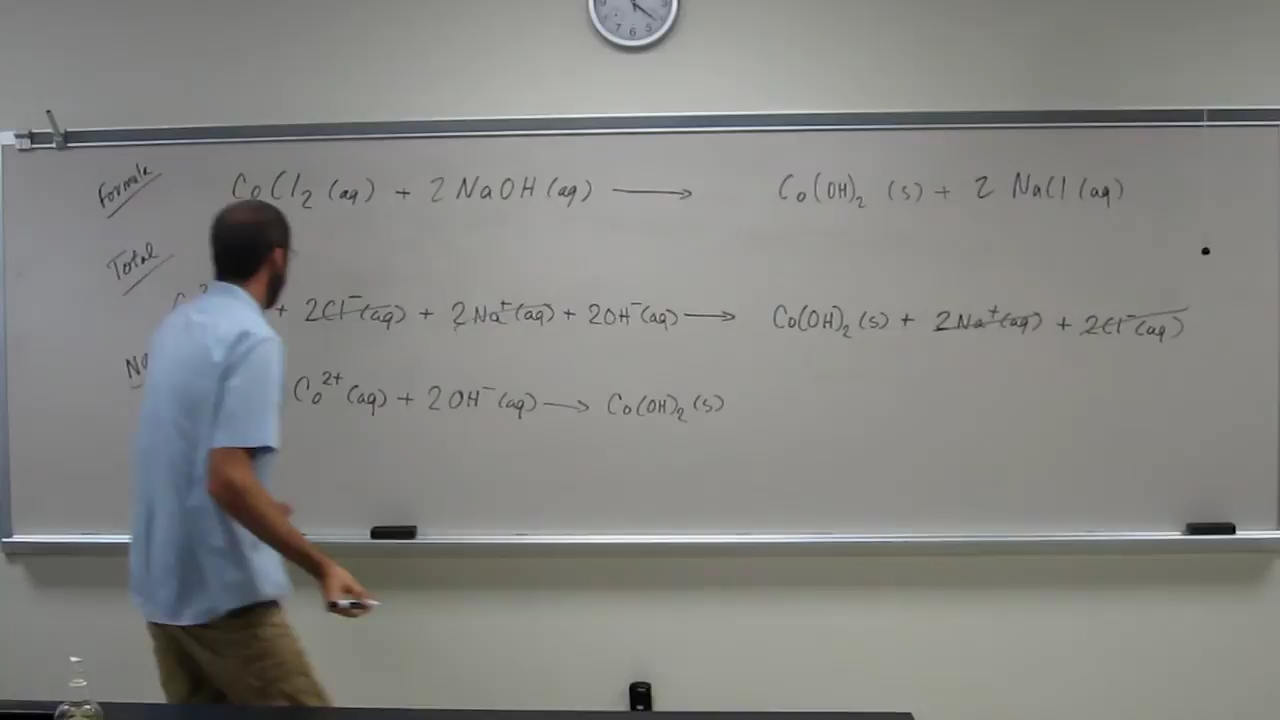 Formula CoCl₂ (aq) + 2 NaOH (aq) ⟶ Co(OH)₂ (s) + 2 NaCl (aq)
Total
+ 2Cl⁻(aq) + 2Na⁺(aq) + 2OH⁻(aq) ⟶ Co(OH)₂ (s) + 2Na⁺(aq) + 2Cl⁻(aq)
Co²⁺(aq) + 2OH⁻(aq) ⟶ Co(OH)₂ (s)